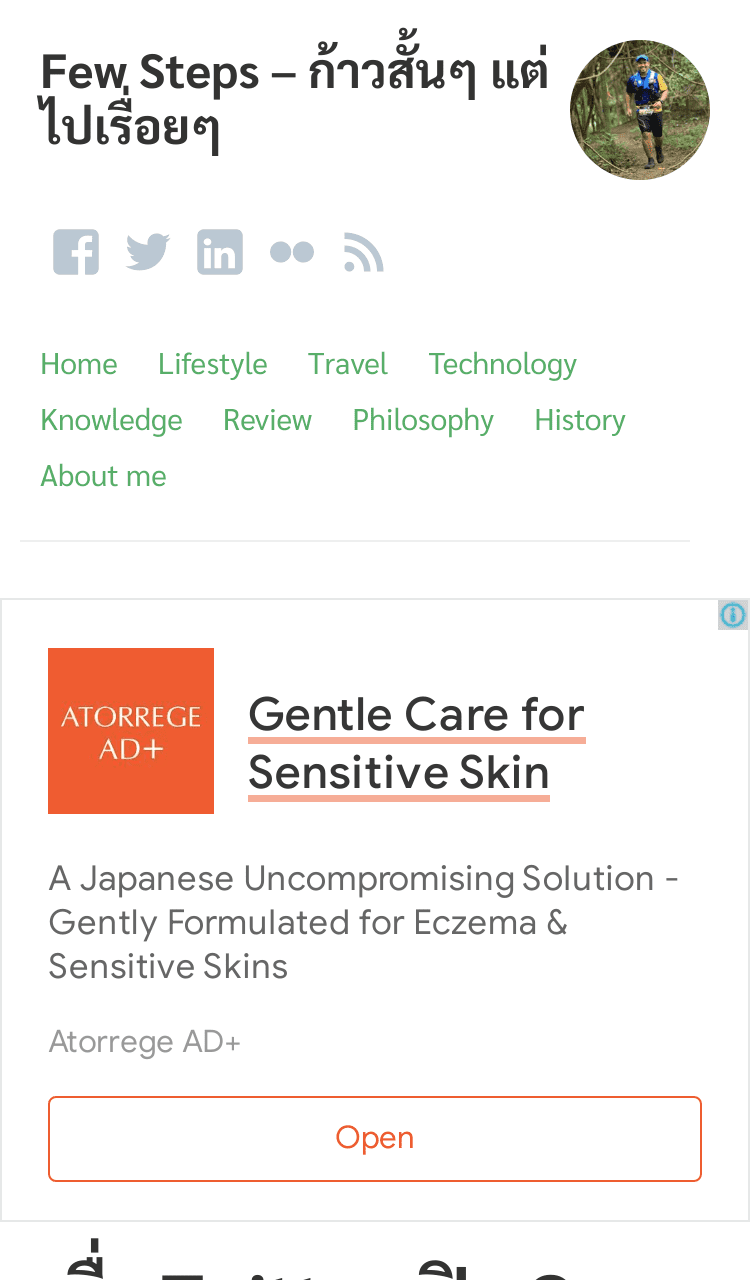 Few Steps – ก้าวสั้นๆ แต่
ไปเรื่อยๆ
Home Lifestyle Travel Technology
Knowledge Review Philosophy History
About me
ATORREGE
AD+
Gentle Care for
Sensitive Skin
A Japanese Uncompromising Solution -
Gently Formulated for Eczema &
Sensitive Skins
Atorrege AD+
Open